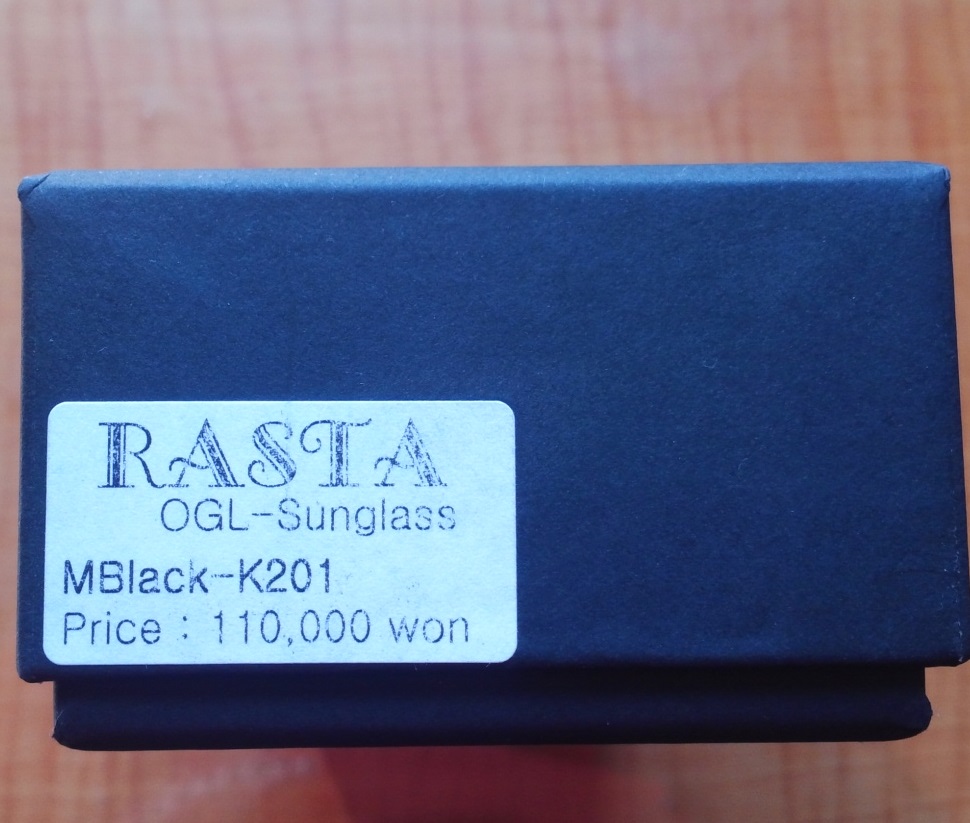 RASTA
OGL-Sunglass
MBlack-K201
Price : 110,000 won